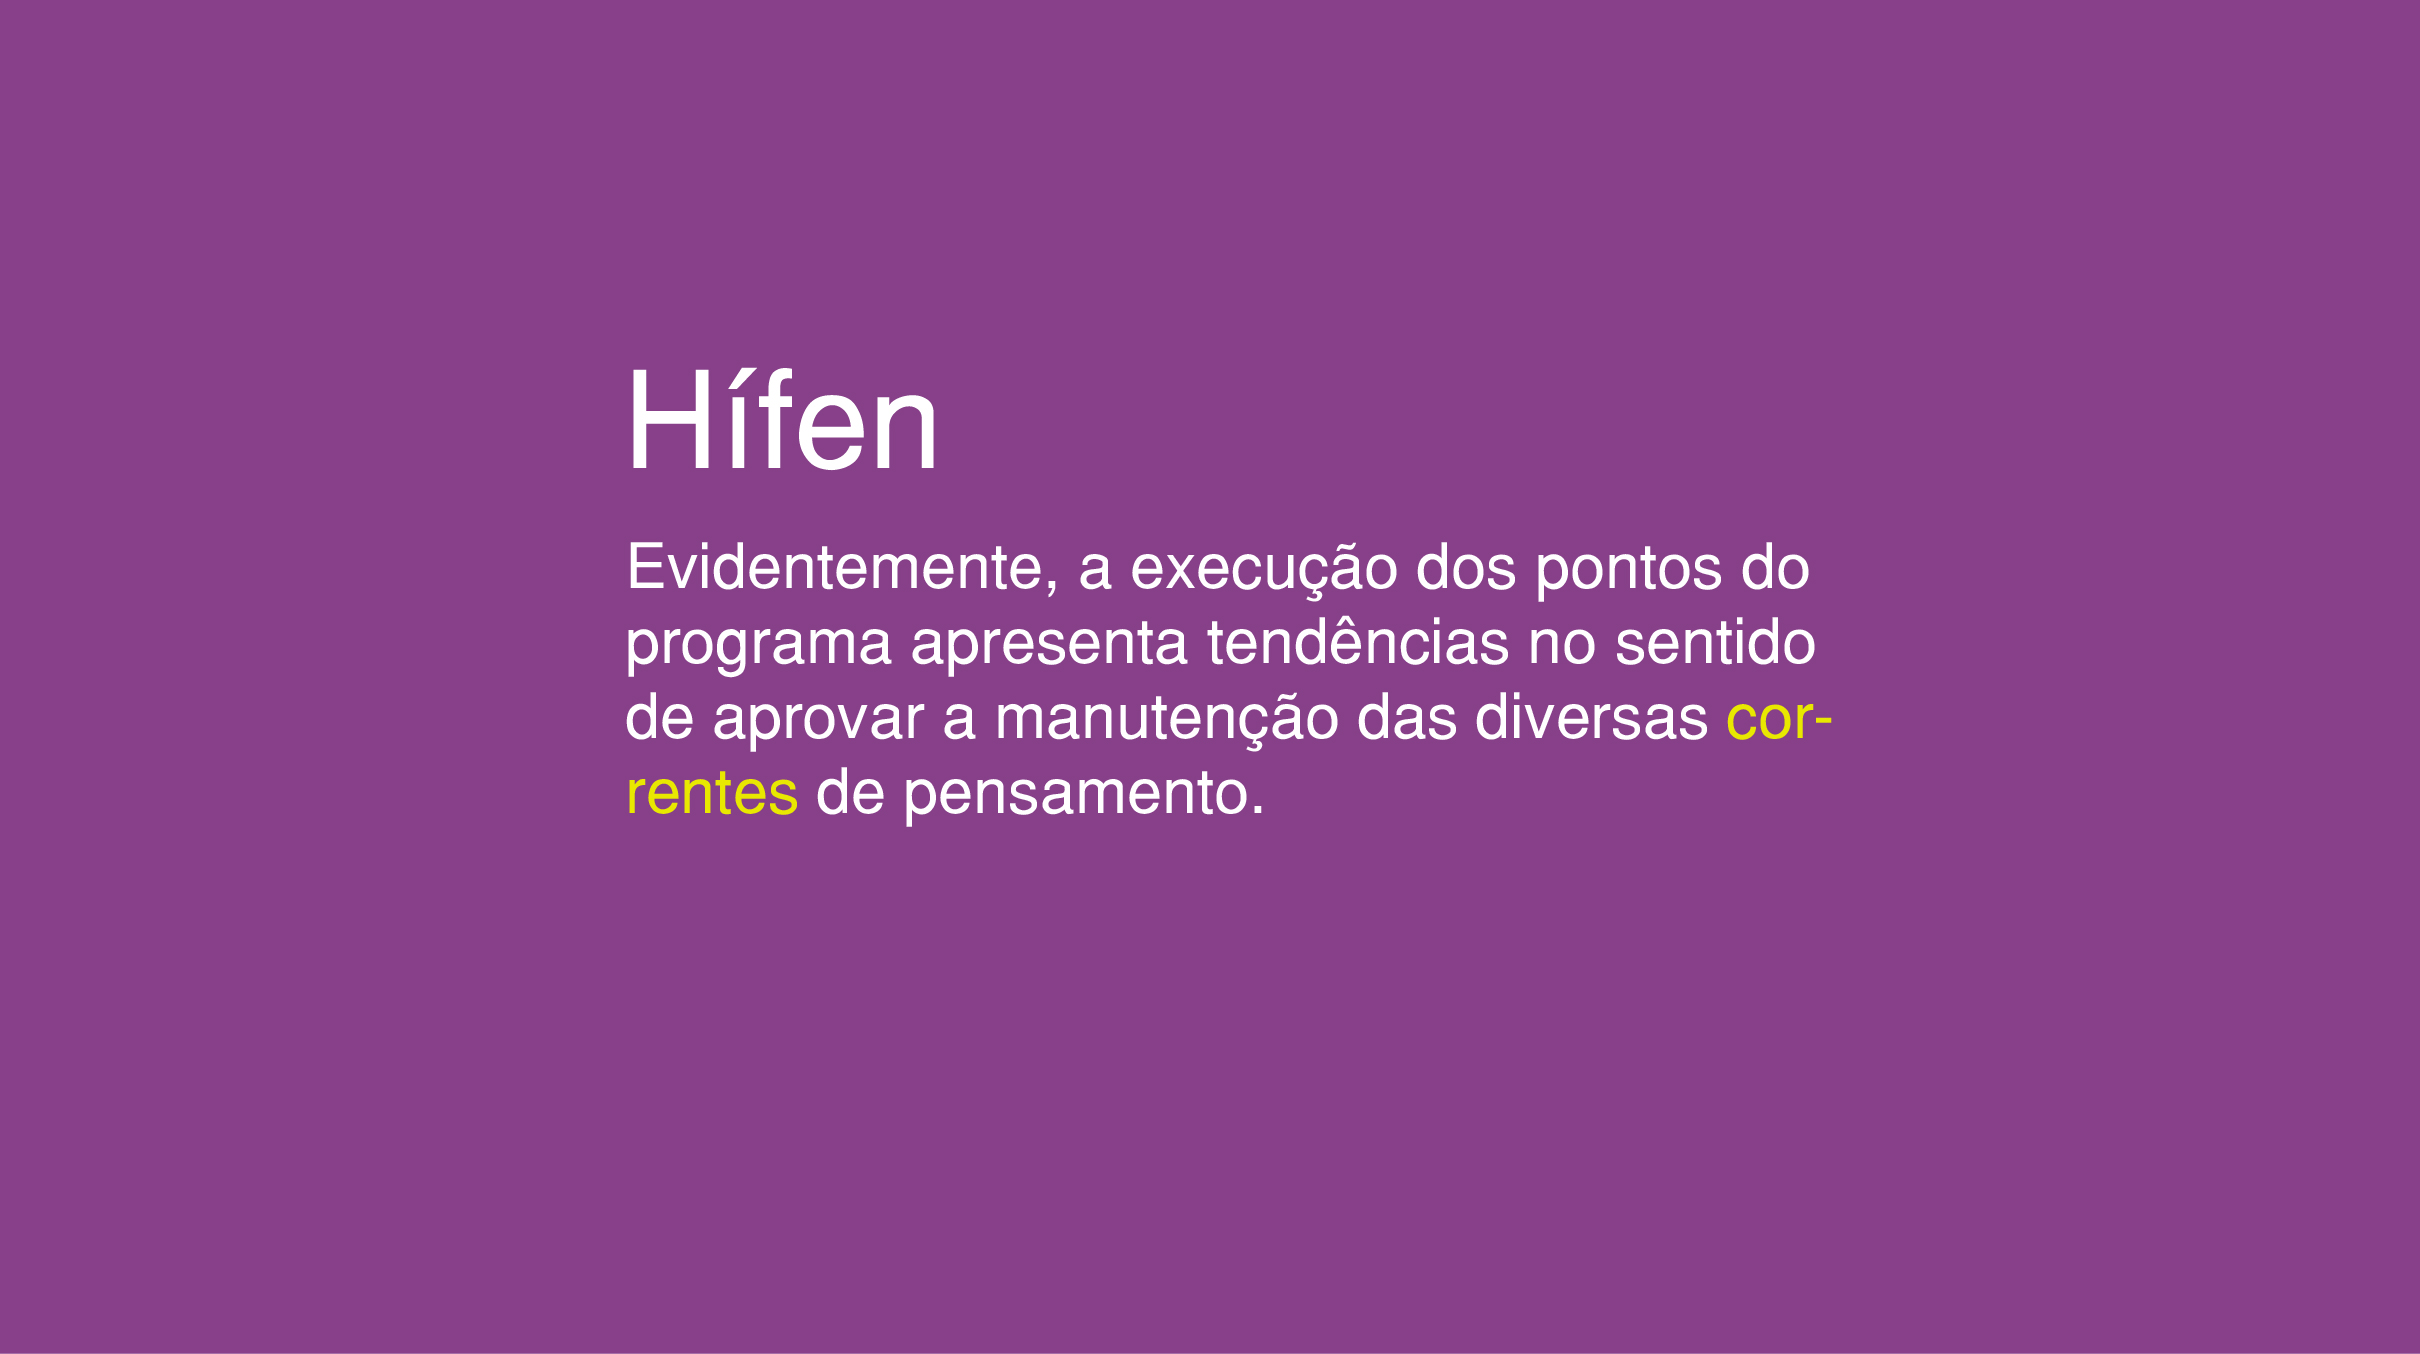 Hífen
Evidentemente, a execução dos pontos do
programa apresenta tendências no sentido
de aprovar a manutenção das diversas cor-
rentes de pensamento.